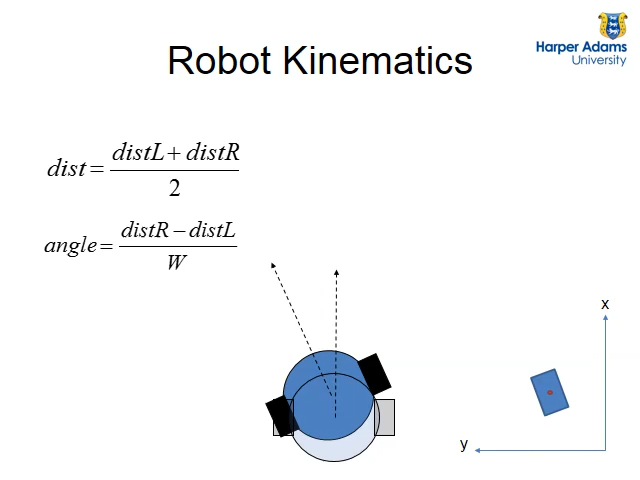 Harper Adams
University
Robot Kinematics
dist = (distL + distR) / 2
angle = (distR − distL) / W
x
y